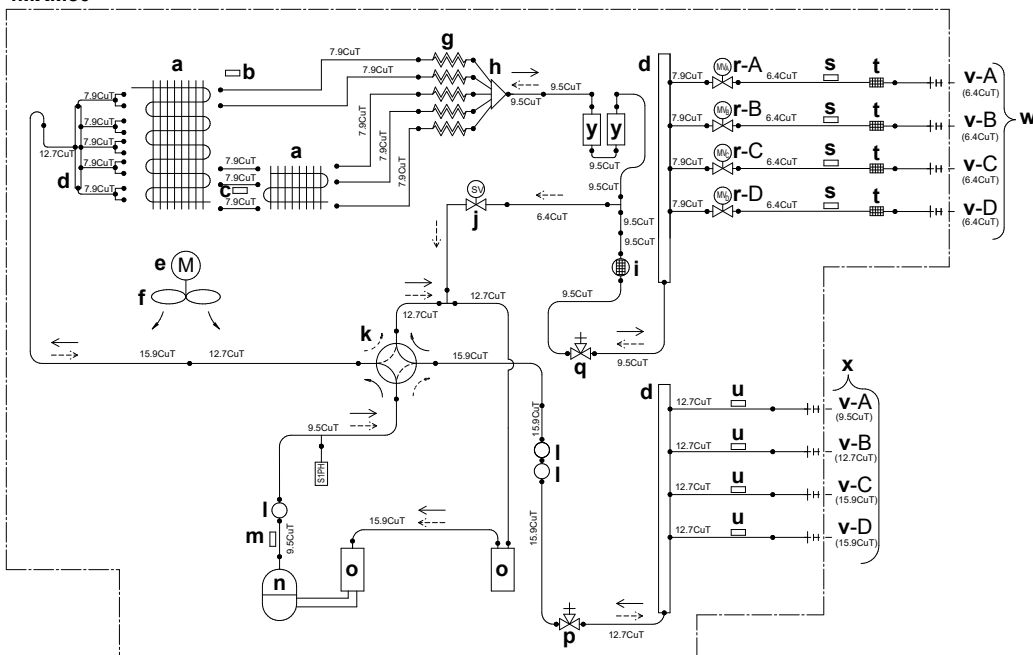 a
b
c
d
7.9CuT
7.9CuT
7.9CuT
7.9CuT
7.9CuT
12.7CuT
7.9CuT
7.9CuT
7.9CuT
a
7.9CuT
7.9CuT
7.9CuT
7.9CuT
7.9CuT
g
h
9.5CuT
9.5CuT
y y
9.5CuT
9.5CuT
9.5CuT
i
SV
j
6.4CuT
d
7.9CuT MVA r-A 6.4CuT s t v-A
(6.4CuT)
7.9CuT MVB r-B 6.4CuT s t v-B
(6.4CuT)
7.9CuT MVC r-C 6.4CuT s t v-C
(6.4CuT)
7.9CuT MVD r-D 6.4CuT s t v-D
(6.4CuT)
w
9.5CuT
q
9.5CuT
e M
f
15.9CuT 12.7CuT
k
12.7CuT
12.7CuT
15.9CuT
9.5CuT
S1PH
l
m
9.5CuT
n
o
15.9CuT
o
15.9CuT
l
l
15.9CuT
p
12.7CuT
d
x
12.7CuT u v-A
(9.5CuT)
12.7CuT u v-B
(12.7CuT)
12.7CuT u v-C
(15.9CuT)
12.7CuT u v-D
(15.9CuT)